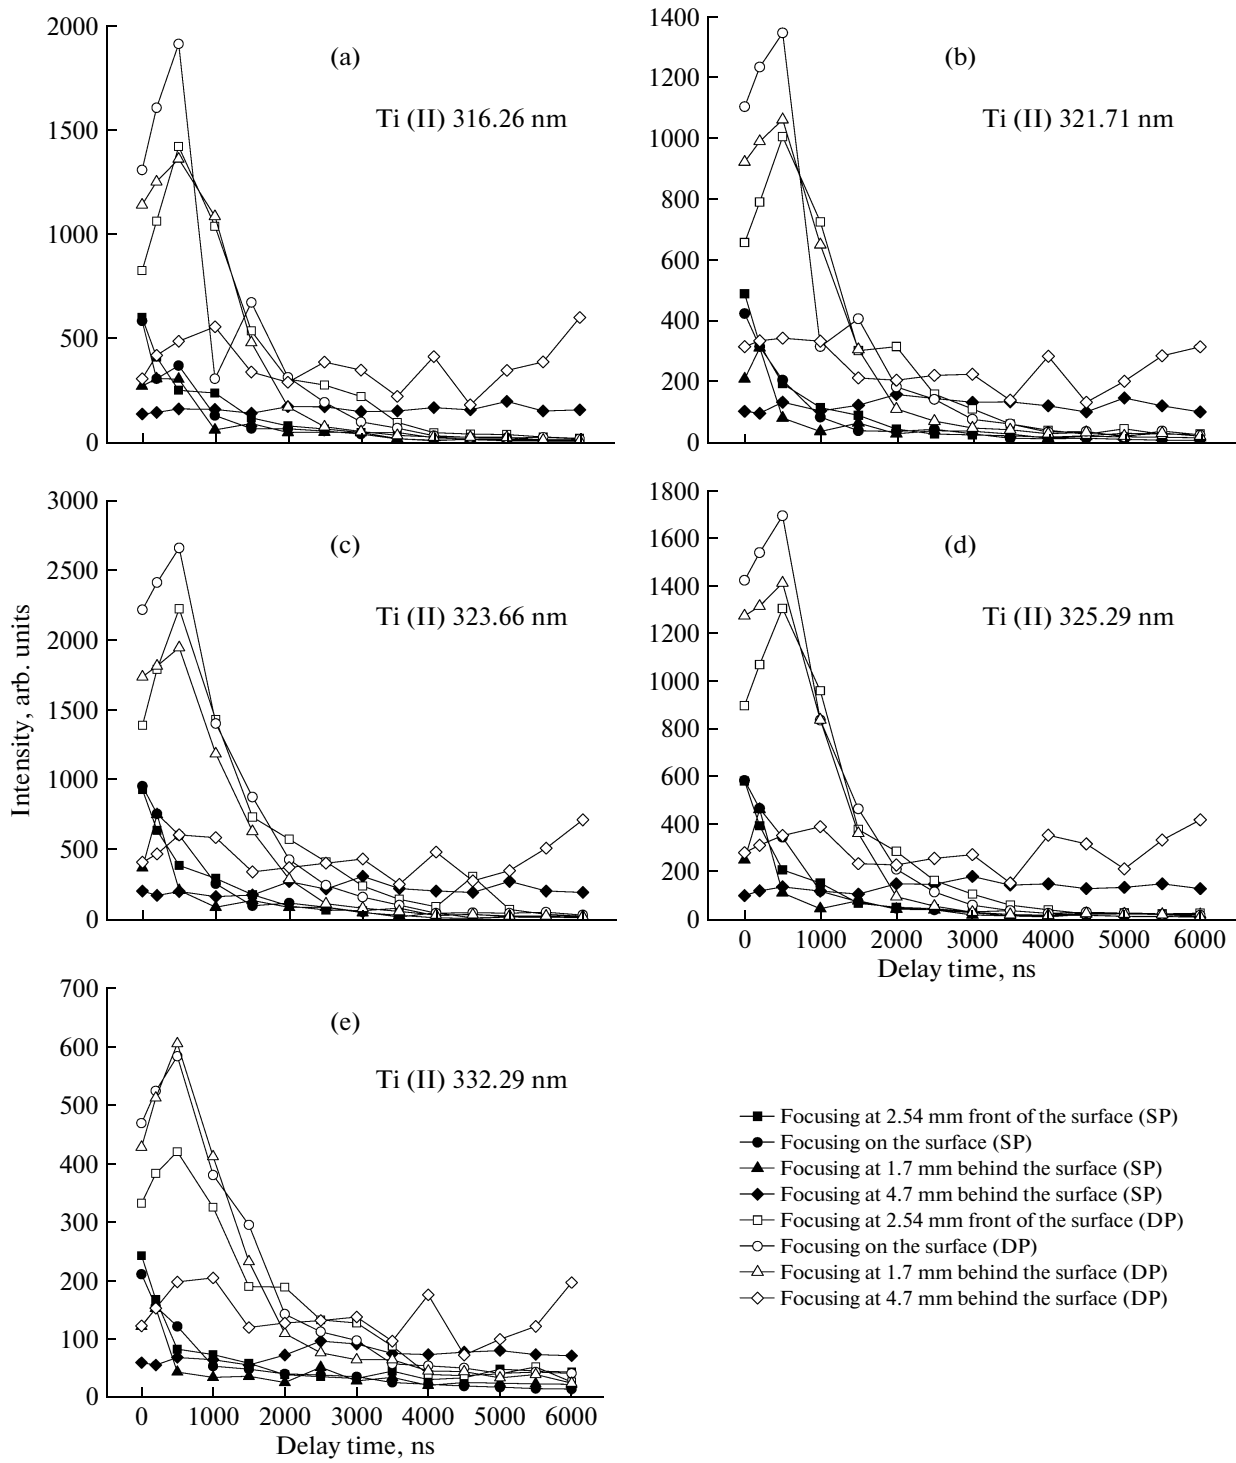 2000
1500
1000
500
0
(a)
Ti (II) 316.26 nm
1400
1200
1000
800
600
400
200
0
(b)
Ti (II) 321.71 nm
Intensity, arb. units
3000
2500
2000
1500
1000
500
0
(c)
Ti (II) 323.66 nm
1800
1600
1400
1200
1000
800
600
400
200
0
(d)
Ti (II) 325.29 nm
0 1000 2000 3000 4000 5000 6000
Delay time, ns
700
600
500
400
300
200
100
0
(e)
Ti (II) 332.29 nm
0 1000 2000 3000 4000 5000 6000
Delay time, ns
Focusing at 2.54 mm front of the surface (SP)
Focusing on the surface (SP)
Focusing at 1.7 mm behind the surface (SP)
Focusing at 4.7 mm behind the surface (SP)
Focusing at 2.54 mm front of the surface (DP)
Focusing on the surface (DP)
Focusing at 1.7 mm behind the surface (DP)
Focusing at 4.7 mm behind the surface (DP)